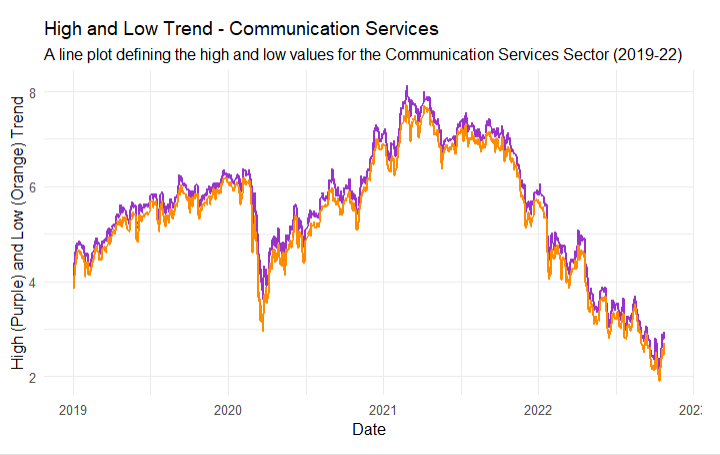 High and Low Trend - Communication Services
A line plot defining the high and low values for the Communication Services Sector (2019-22)
High (Purple) and Low (Orange) Trend
8
6
4
2
2019
2020
2021
2022
202
Date